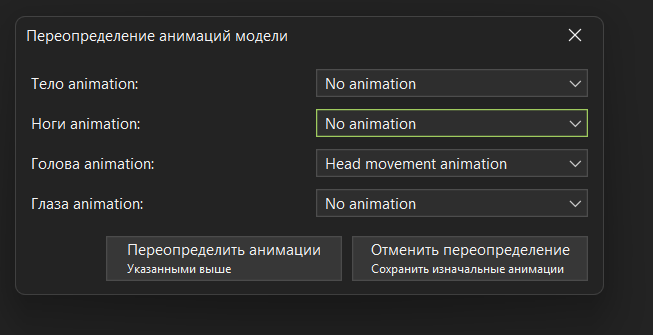 Переопределение анимаций модели
Тело animation: No animation
Ноги animation: No animation
Голова animation: Head movement animation
Глаза animation: No animation
Переопределить анимации Отменить переопределение
Указанными выше Сохранить изначальные анимации